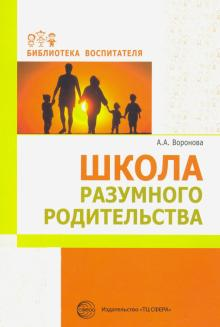 БИБЛИОТЕКА ВОСПИТАТЕЛЯ
А.А. Воронова
ШКОЛА
РАЗУМНОГО
РОДИТЕЛЬСТВА
Издательство «ТЦ СФЕРА»